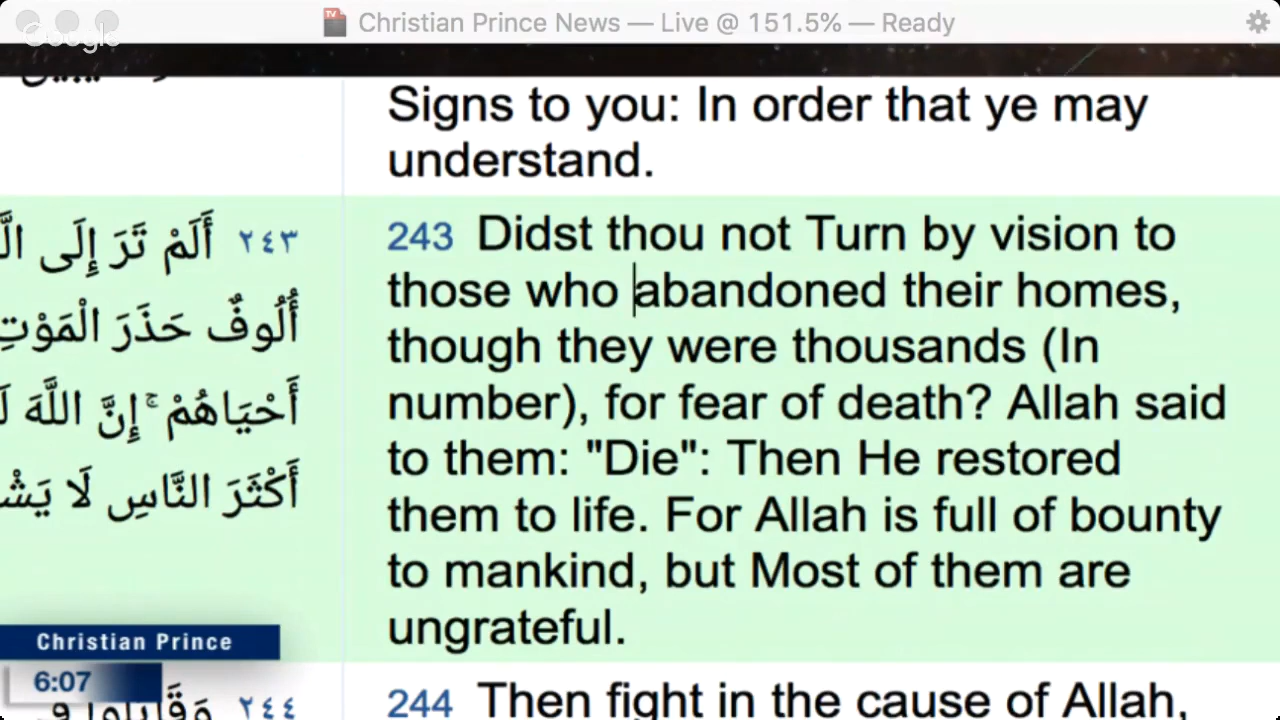 Christian Prince News — Live @ 151.5% — Ready
Google
Signs to you: In order that ye may
understand.
أَلَمْ تَرَ إِلَى ٢٤٣
243 Didst thou not Turn by vision to
those who abandoned their homes,
أُلُوفٌ حَذَرَ الْمَوْتِ
though they were thousands (In
number), for fear of death? Allah said
أَحْيَاهُمْ ۚ إِنَّ اللَّهَ
to them: "Die": Then He restored
أَكْثَرَ النَّاسِ لَا
them to life. For Allah is full of bounty
to mankind, but Most of them are
ungrateful.
Christian Prince
6:07
٢٤٤
244 Then fight in the cause of Allah,